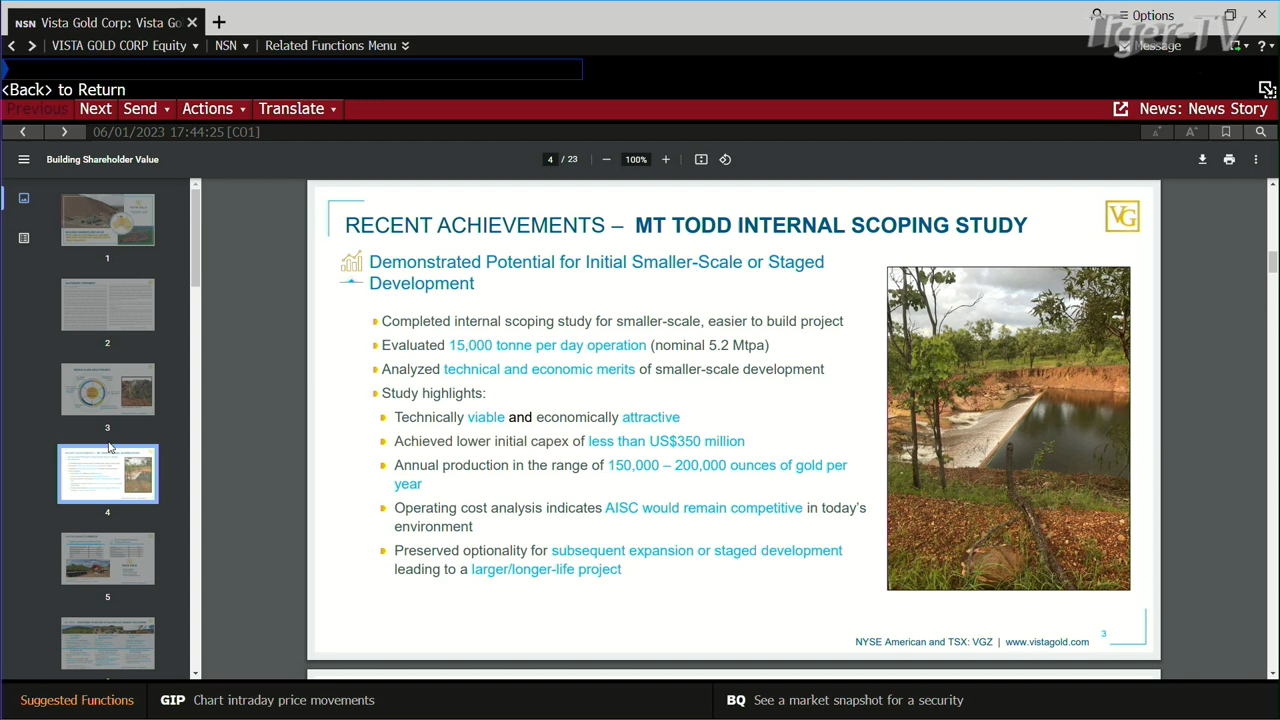 NSN Vista Gold Corp: Vista Go
Options
Tiger-TV
VISTA GOLD CORP Equity NSN Related Functions Menu
Message
<Back> to Return
Previous Next Send Actions Translate
News: News Story
06/01/2023 17:44:25 [CO1]
Building Shareholder Value
4 / 23
100%
RECENT ACHIEVEMENTS – MT TODD INTERNAL SCOPING STUDY
VG
Demonstrated Potential for Initial Smaller-Scale or Staged
Development
Completed internal scoping study for smaller-scale, easier to build project
Evaluated 15,000 tonne per day operation (nominal 5.2 Mtpa)
Analyzed technical and economic merits of smaller-scale development
Study highlights:
Technically viable and economically attractive
Achieved lower initial capex of less than US$350 million
Annual production in the range of 150,000 – 200,000 ounces of gold per
year
Operating cost analysis indicates AISC would remain competitive in today's
environment
Preserved optionality for subsequent expansion or staged development
leading to a larger/longer-life project
NYSE American and TSX: VGZ | www.vistagold.com
3
1
2
3
4
5
Suggested Functions
GIP Chart intraday price movements
BQ See a market snapshot for a security